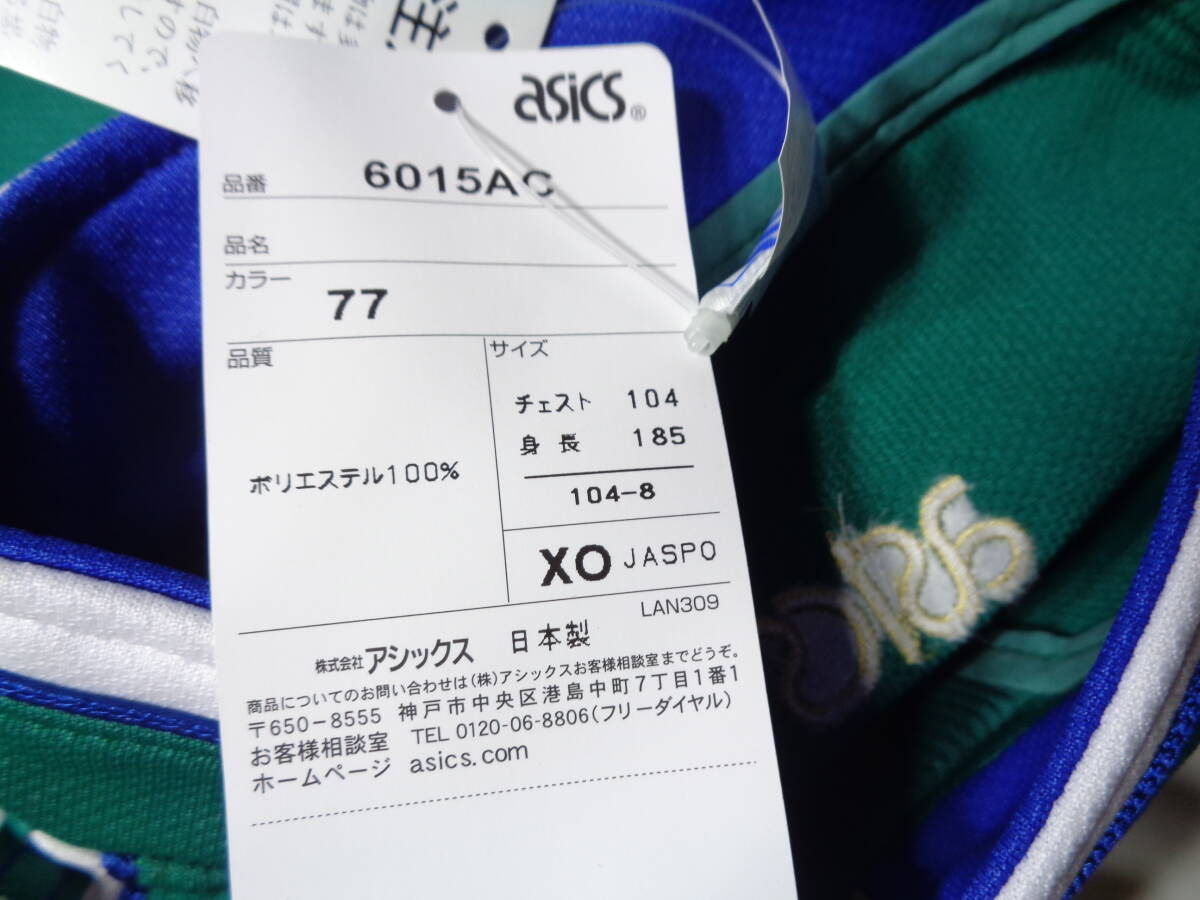 注
asics®
品番 6015AC
品名
カラー 77
品質
ポリエステル100%
サイズ
チェスト 104
身長 185
104-8
XO JASPO
LAN309
株式会社アシックス 日本製
商品についてのお問い合わせは(株)アシックスお客様相談室までどうぞ。
〒650-8555 神戸市中央区港島中町7丁目1番1
お客様相談室 TEL 0120-06-8806(フリーダイヤル)
ホームページ asics.com